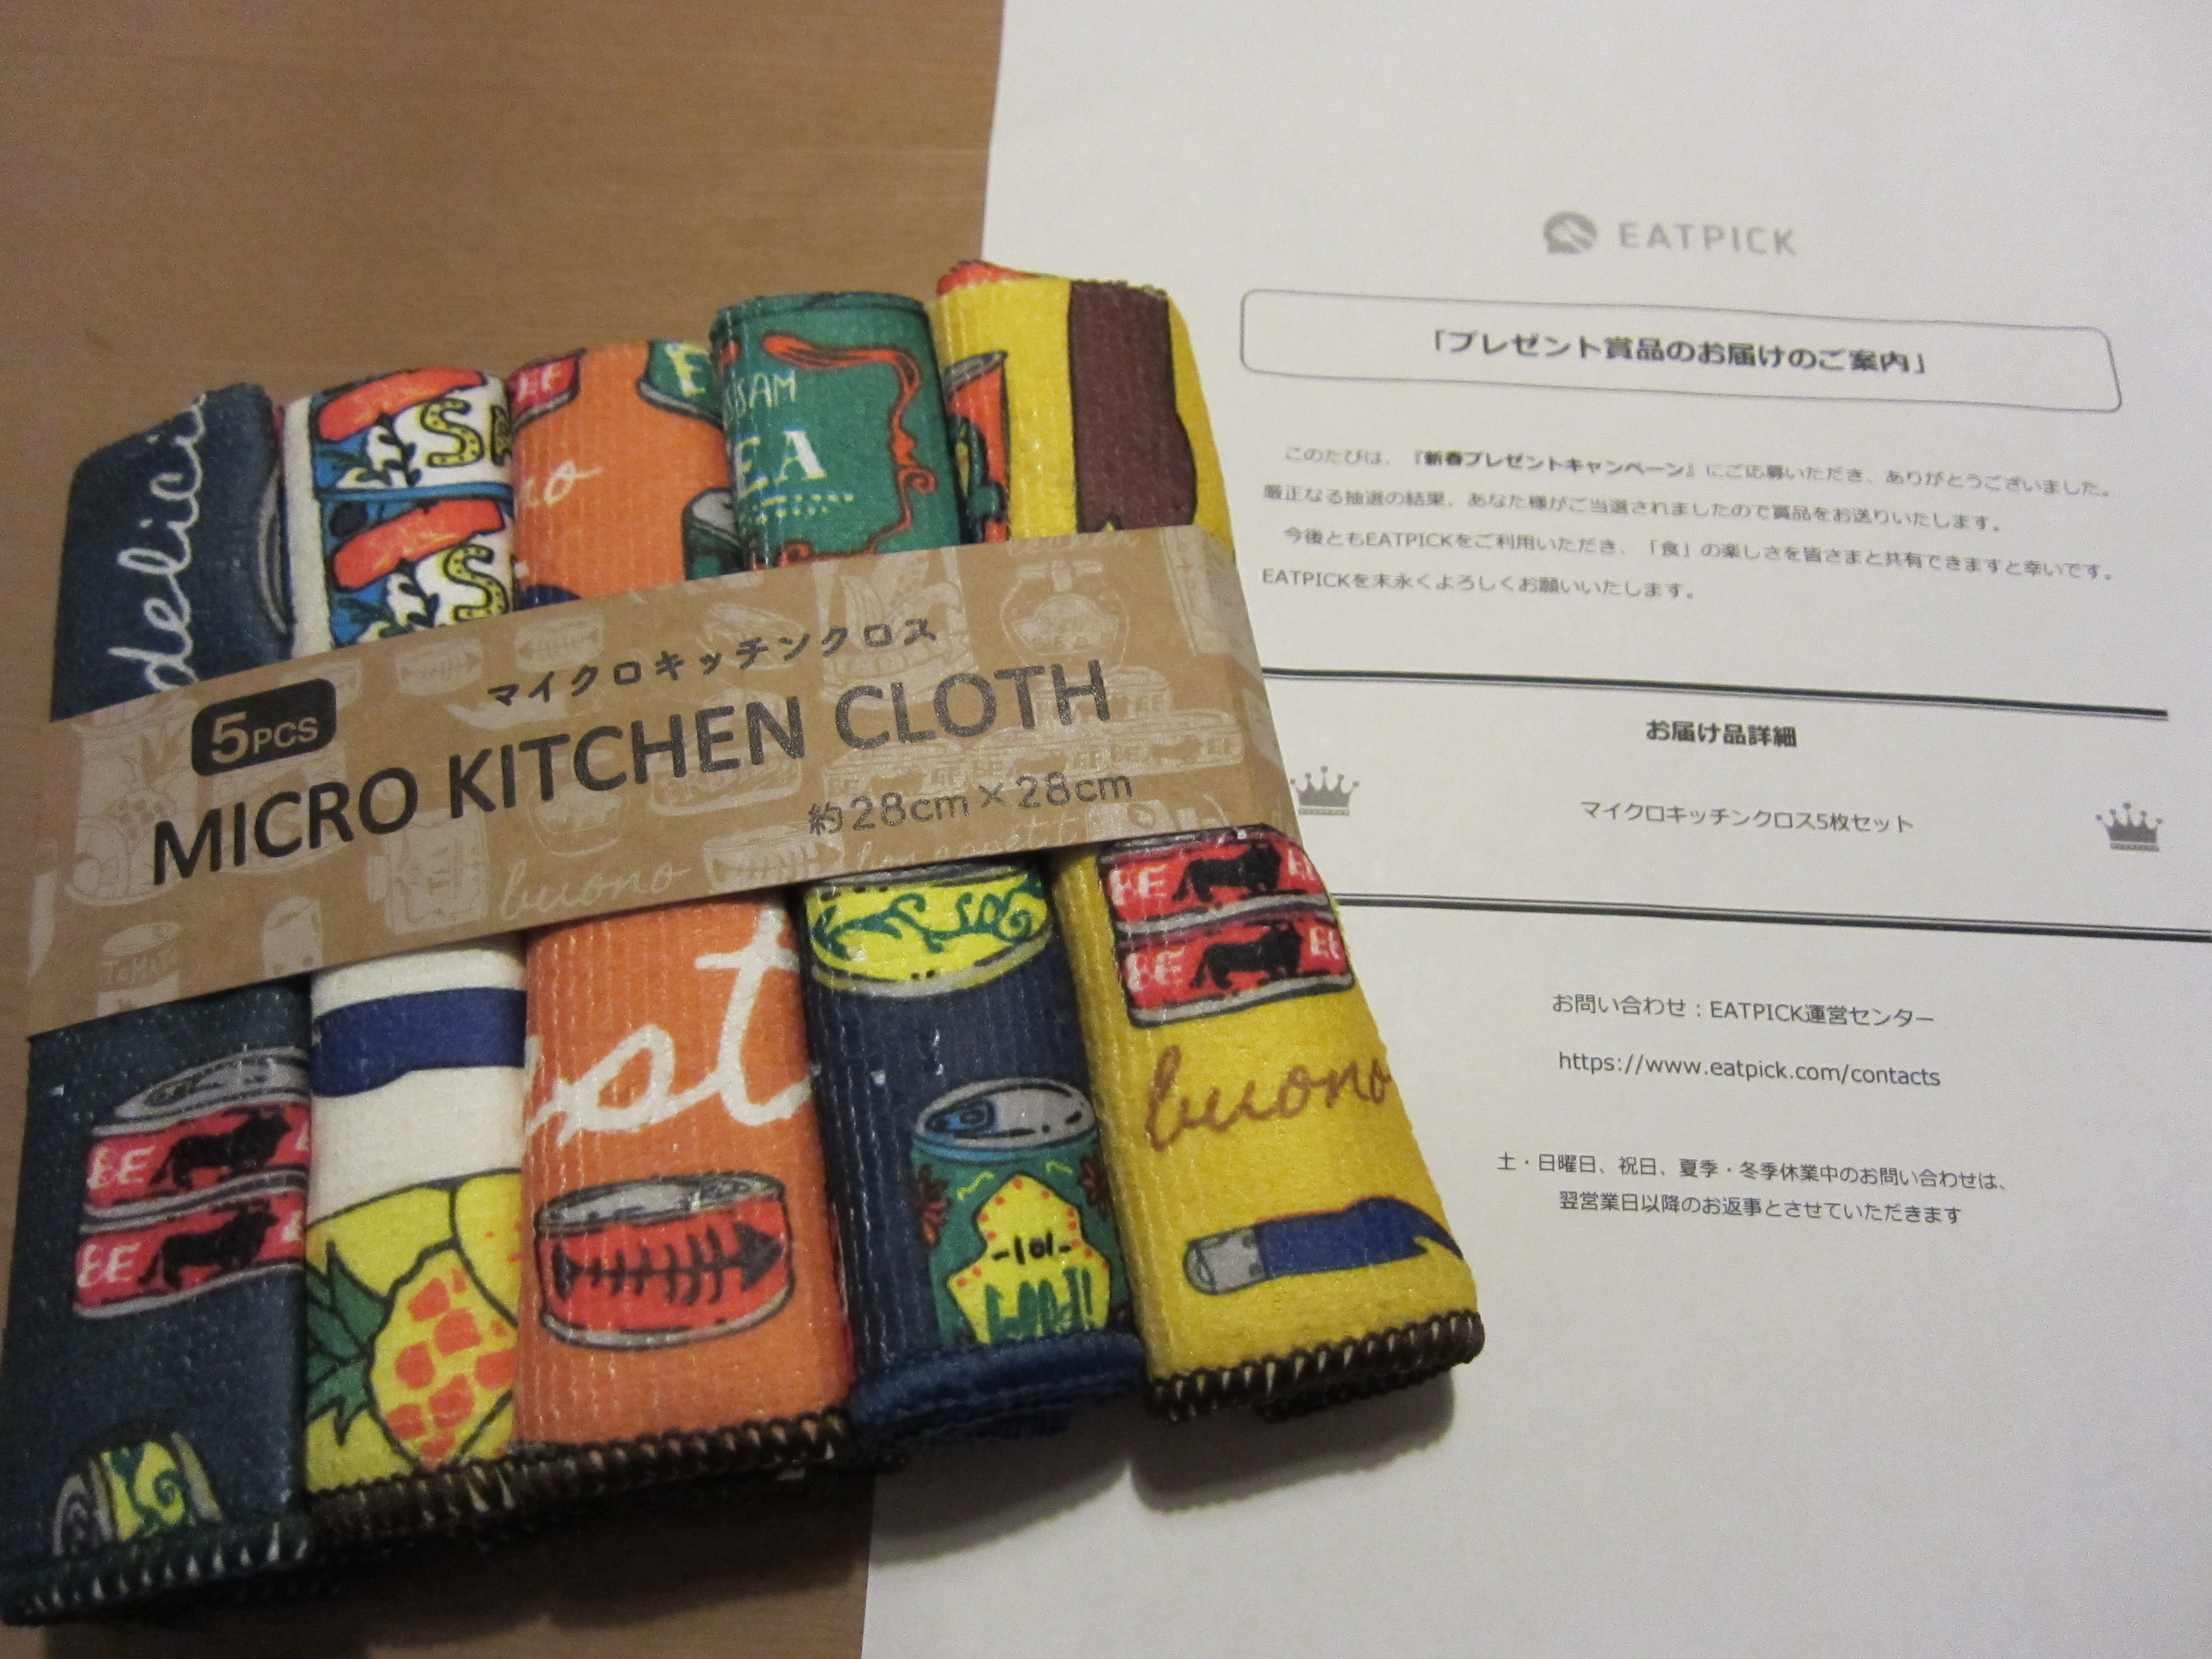 EATPICK
「プレゼント賞品のお届けのご案内」
このたびは、『新春プレゼントキャンペーン』にご応募いただき、ありがとうございました。
厳正なる抽選の結果、あなた様がご当選されましたので賞品をお送りいたします。
今後ともEATPICKをご利用いただき、「食」の楽しさを皆さまと共有できますと幸いです。
EATPICKを末永くよろしくお願いいたします。
お届け品詳細
マイクロキッチンクロス5枚セット
お問い合わせ：EATPICK運営センター
https://www.eatpick.com/contacts
土・日曜日、祝日、夏季・冬季休業中のお問い合わせは、
翌営業日以降のお返事とさせていただきます
delici
SSAM
EA
5PCS
マイクロキッチンクロス
MICRO KITCHEN CLOTH
約28cm×28cm
buono
bon appetit
TOMAT
BE
BE
st
BE
BE
buono